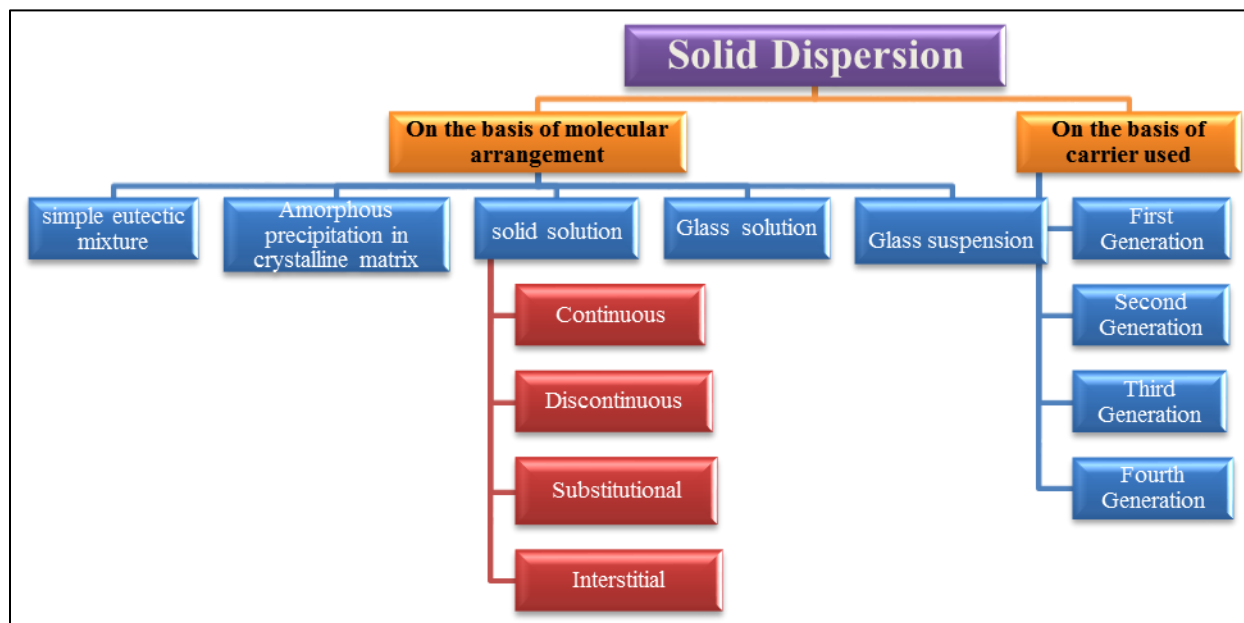 Solid Dispersion
On the basis of molecular
arrangement
On the basis of
carrier used
simple eutectic
mixture
Amorphous
precipitation in
crystalline matrix
solid solution
Glass solution
Glass suspension
First
Generation
Continuous
Second
Generation
Discontinuous
Third
Generation
Substitutional
Fourth
Generation
Interstitial